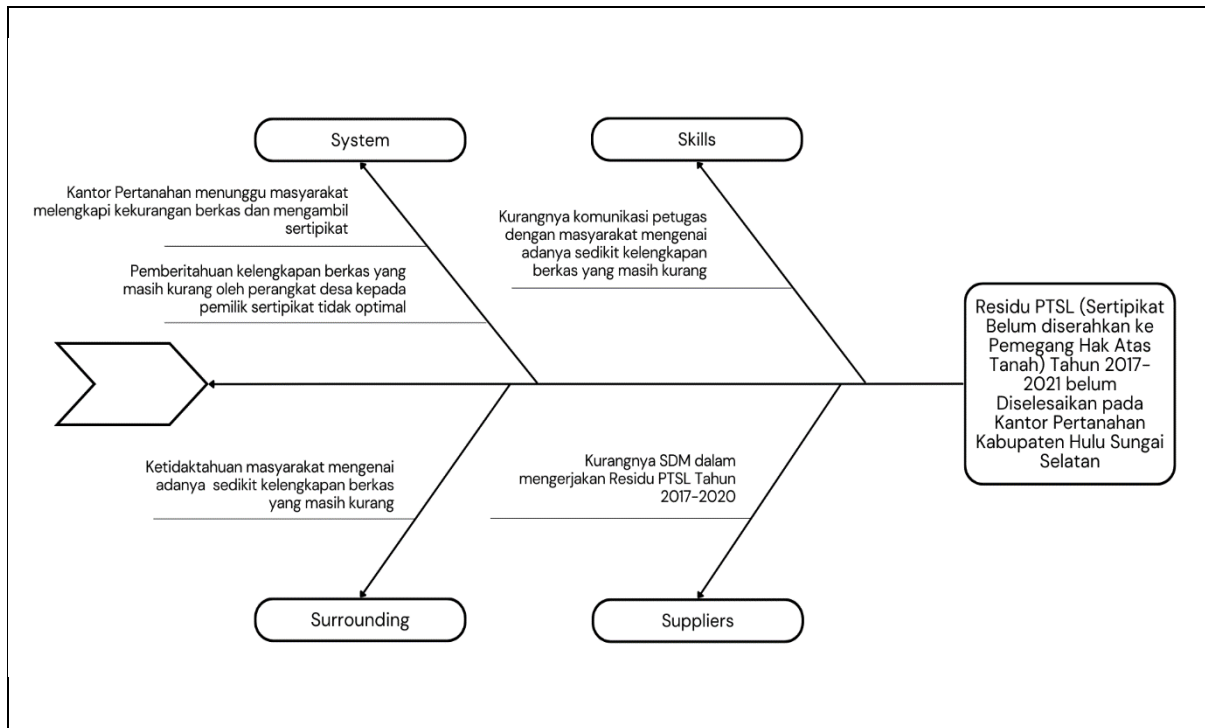 System
Kantor Pertanahan menunggu masyarakat
melengkapi kekurangan berkas dan mengambil
sertipikat
Pemberitahuan kelengkapan berkas yang
masih kurang oleh perangkat desa kepada
pemilik sertipikat tidak optimal
Skills
Kurangnya komunikasi petugas
dengan masyarakat mengenai
adanya sedikit kelengkapan
berkas yang masih kurang
Residu PTSL (Sertipikat
Belum diserahkan ke
Pemegang Hak Atas
Tanah) Tahun 2017-
2021 belum
Diselesaikan pada
Kantor Pertanahan
Kabupaten Hulu Sungai
Selatan
Ketidaktahuan masyarakat mengenai
adanya sedikit kelengkapan berkas
yang masih kurang
Surrounding
Kurangnya SDM dalam
mengerjakan Residu PTSL Tahun
2017-2020
Suppliers